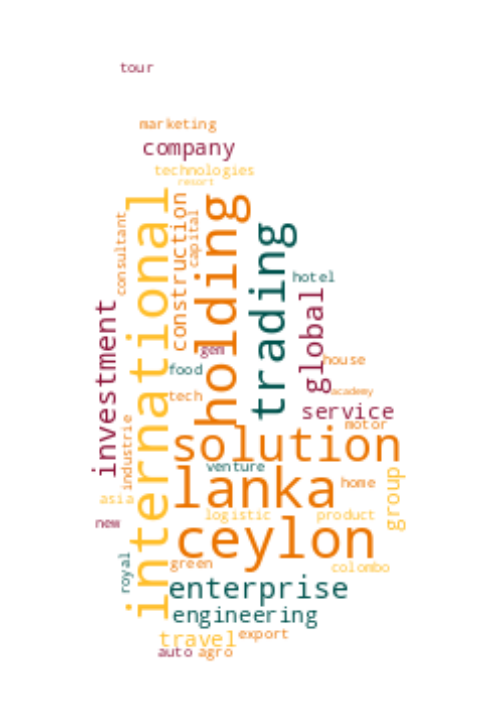 tour
marketing
company
technologies
resort
international
consultant
construction
capital
holding
trading
hotel
global
investment
gem
house
food
tech
academy
service
motor
industrie
solution
venture
lanka
home
group
asia
logistic
product
new
ceylon
royal
green
colombo
enterprise
engineering
travel
export
auto
agro